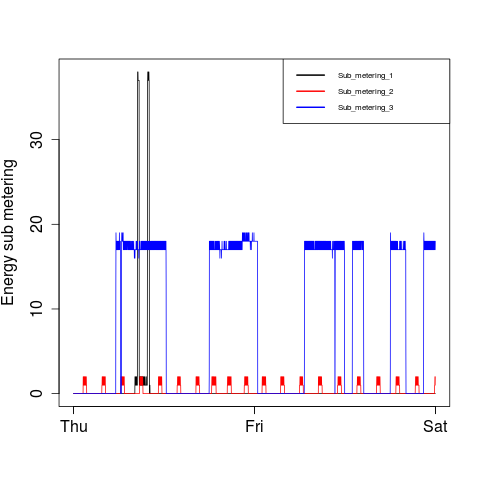 Sub_metering_1
Sub_metering_2
Sub_metering_3
Energy sub metering
30
20
10
0
Thu Fri Sat